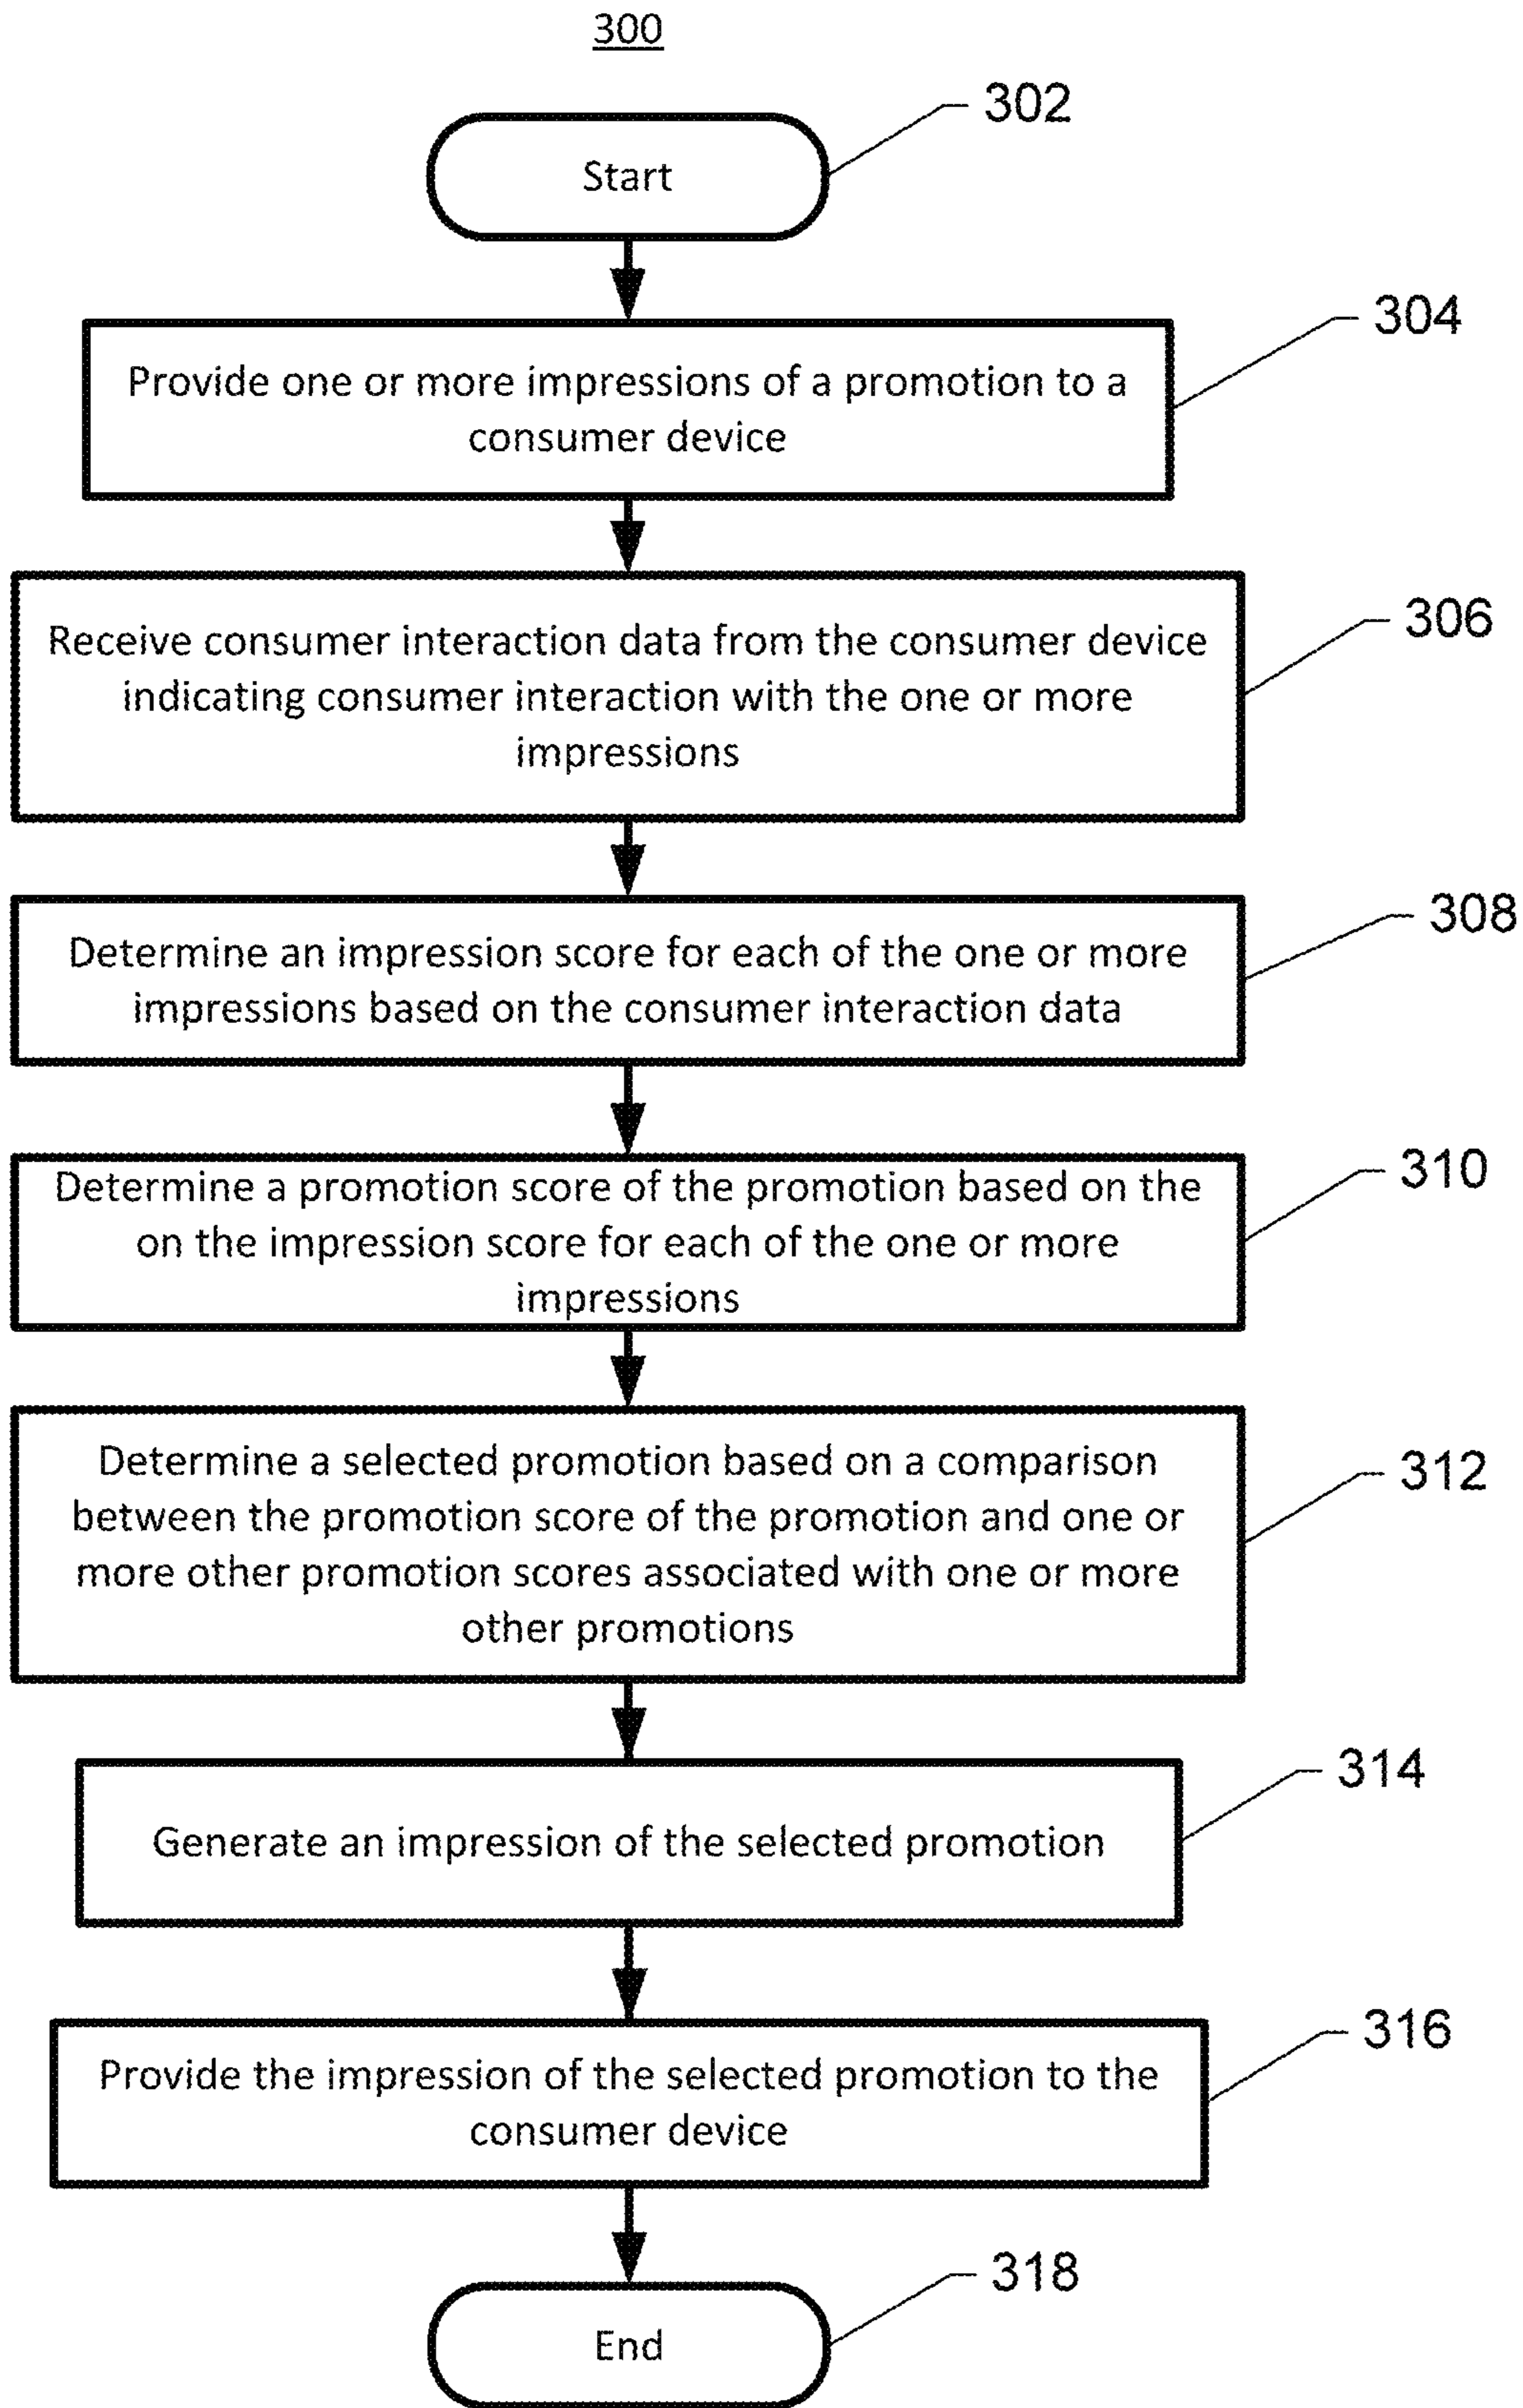 300
302
Start
304
Provide one or more impressions of a promotion to a
consumer device
306
Receive consumer interaction data from the consumer device
indicating consumer interaction with the one or more
impressions
308
Determine an impression score for each of the one or more
impressions based on the consumer interaction data
310
Determine a promotion score of the promotion based on the
on the impression score for each of the one or more
impressions
312
Determine a selected promotion based on a comparison
between the promotion score of the promotion and one or
more other promotion scores associated with one or more
other promotions
314
Generate an impression of the selected promotion
316
Provide the impression of the selected promotion to the
consumer device
318
End